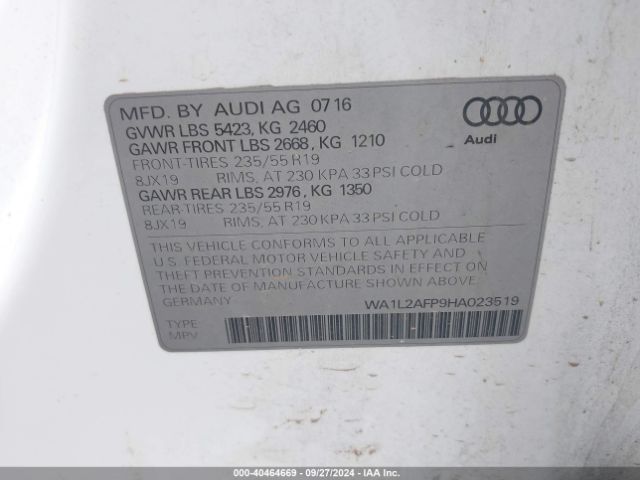 MFD. BY AUDI AG 07 16
GVWR LBS 5423, KG 2460
GAWR FRONT LBS 2668, KG 1210
FRONT-TIRES 235/55 R19
8JX19 RIMS, AT 230 KPA 33 PSI COLD
GAWR REAR LBS 2976, KG 1350
REAR-TIRES 235/55 R19
8JX19 RIMS, AT 230 KPA 33 PSI COLD
Audi
THIS VEHICLE CONFORMS TO ALL APPLICABLE
U.S. FEDERAL MOTOR VEHICLE SAFETY AND
THEFT PREVENTION STANDARDS IN EFFECT ON
THE DATE OF MANUFACTURE SHOWN ABOVE.
GERMANY
WA1L2AFP9HA023519
TYPE:
MPV
000-40464669 - 09/27/2024 - IAA Inc.